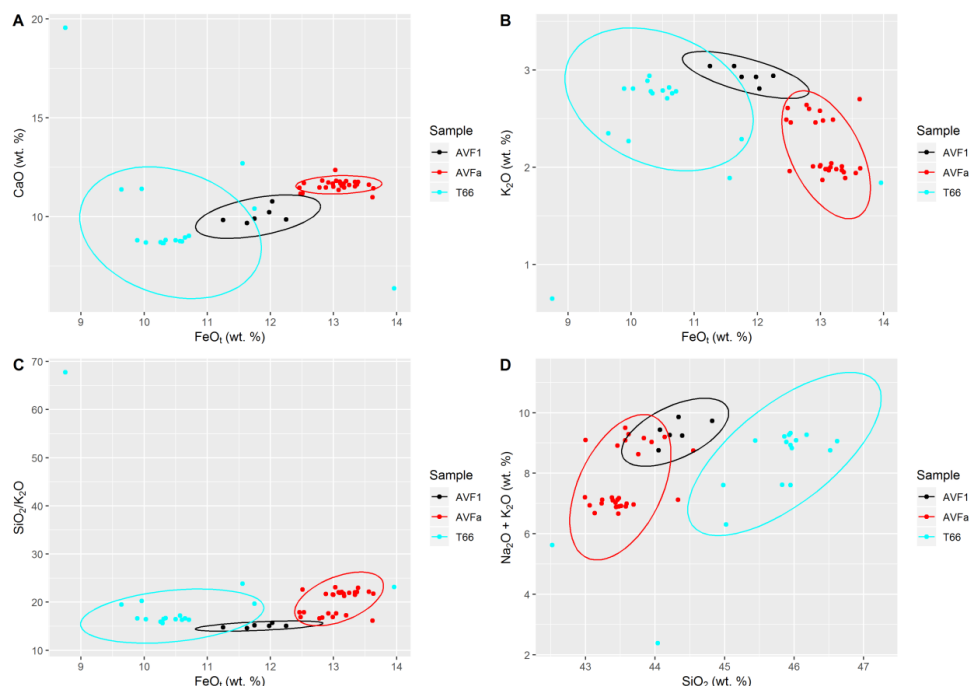 A
CaO (wt. %)
20
15
10
9 10 11 12 13 14
FeOt (wt. %)
Sample
AVF1
AVFa
T66
B
K2O (wt. %)
3
2
1
9 10 11 12 13 14
FeOt (wt. %)
Sample
AVF1
AVFa
T66
C
SiO2/K2O
70
60
50
40
30
20
10
9 10 11 12 13 14
FeOt (wt. %)
Sample
AVF1
AVFa
T66
D
Na2O + K2O (wt. %)
10
8
6
4
2
43 44 45 46 47
SiO2 (wt. %)
Sample
AVF1
AVFa
T66